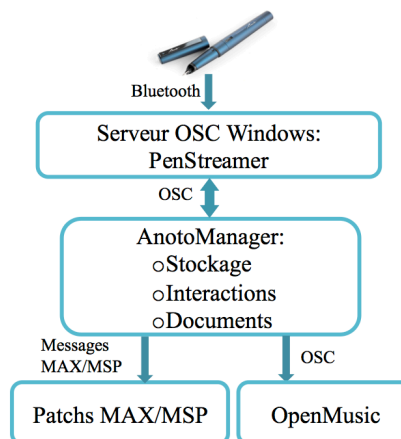 Bluetooth
Serveur OSC Windows:
PenStreamer
OSC
AnotoManager:
oStockage
oInteractions
oDocuments
Messages
MAX/MSP
OSC
Patchs MAX/MSP
OpenMusic